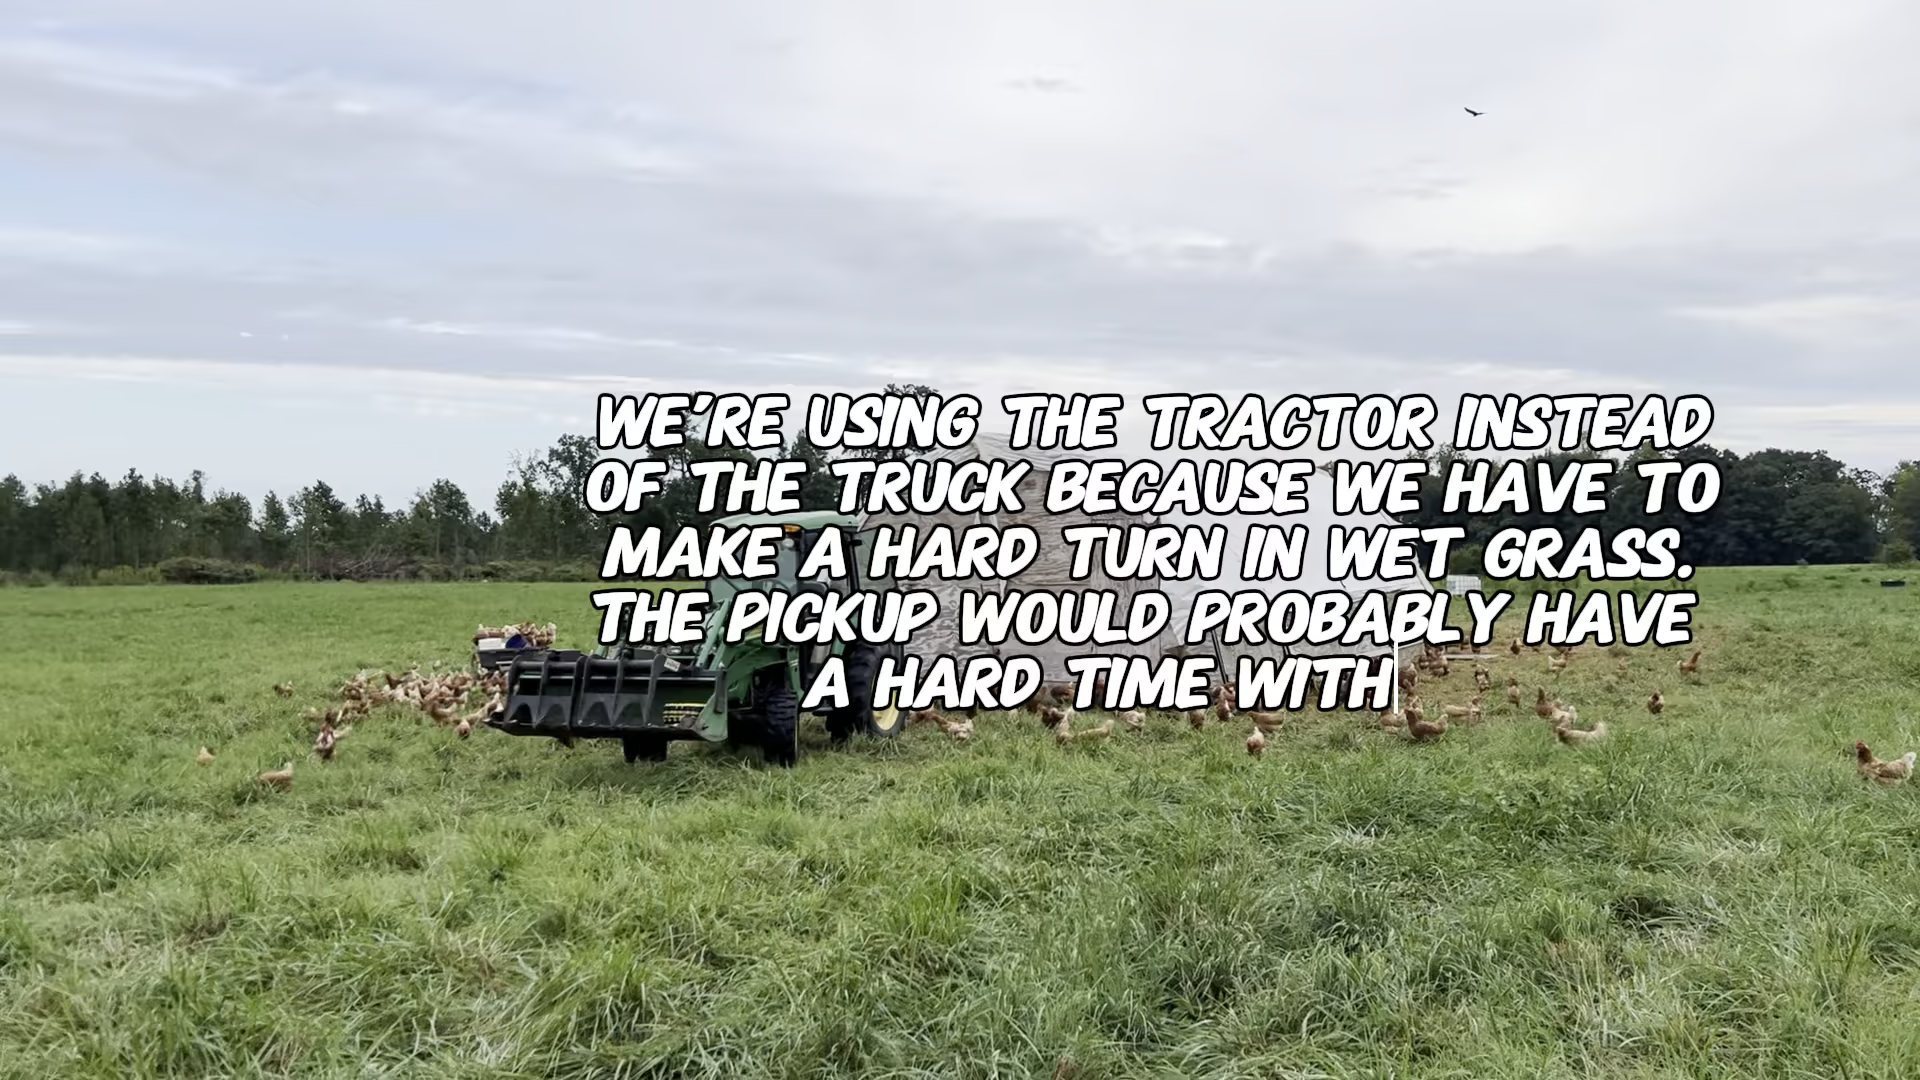 WE'RE USING THE TRACTOR INSTEAD
OF THE TRUCK BECAUSE WE HAVE TO
MAKE A HARD TURN IN WET GRASS.
THE PICKUP WOULD PROBABLY HAVE
A HARD TIME WITH